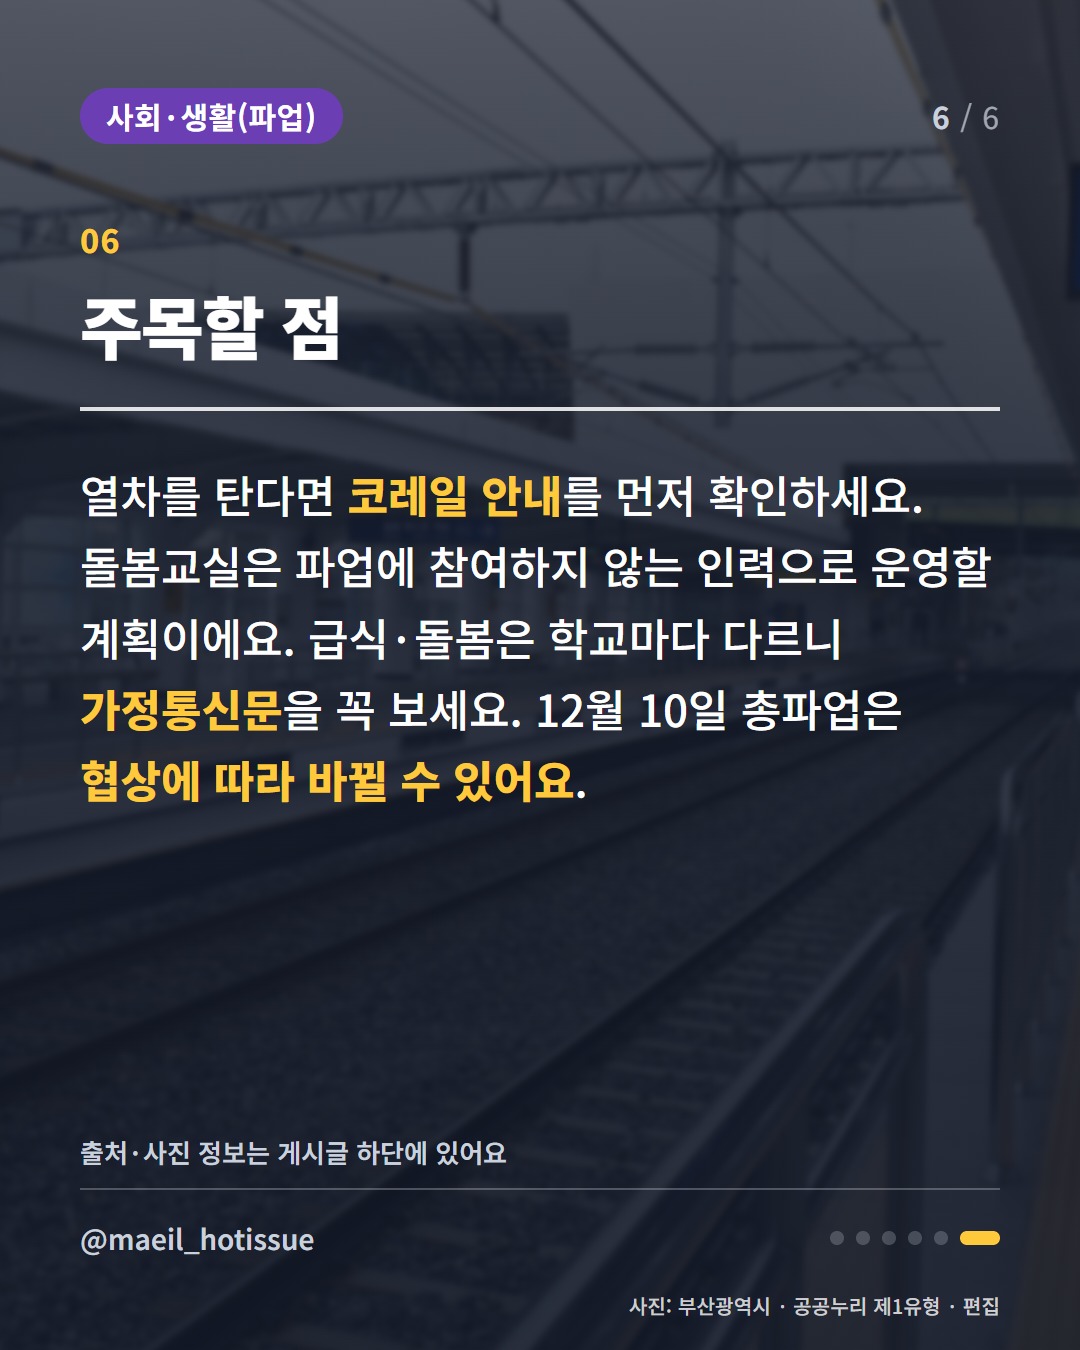 사회·생활(파업)
6 / 6
06
주목할 점
열차를 탄다면 코레일 안내를 먼저 확인하세요.
돌봄교실은 파업에 참여하지 않는 인력으로 운영할
계획이에요. 급식·돌봄은 학교마다 다르니
가정통신문을 꼭 보세요. 12월 10일 총파업은
협상에 따라 바뀔 수 있어요.
출처·사진 정보는 게시글 하단에 있어요
@maeil_hotissue
사진: 부산광역시 · 공공누리 제1유형 · 편집